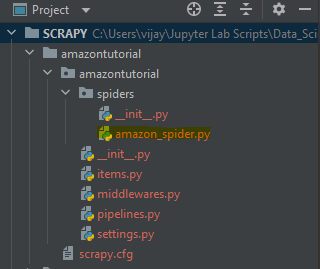 Project
SCRAPY C:\Users\vijay\Jupyter Lab Scripts\Data_Sci
amazontutorial
amazontutorial
spiders
__init__.py
amazon_spider.py
__init__.py
items.py
middlewares.py
pipelines.py
settings.py
scrapy.cfg